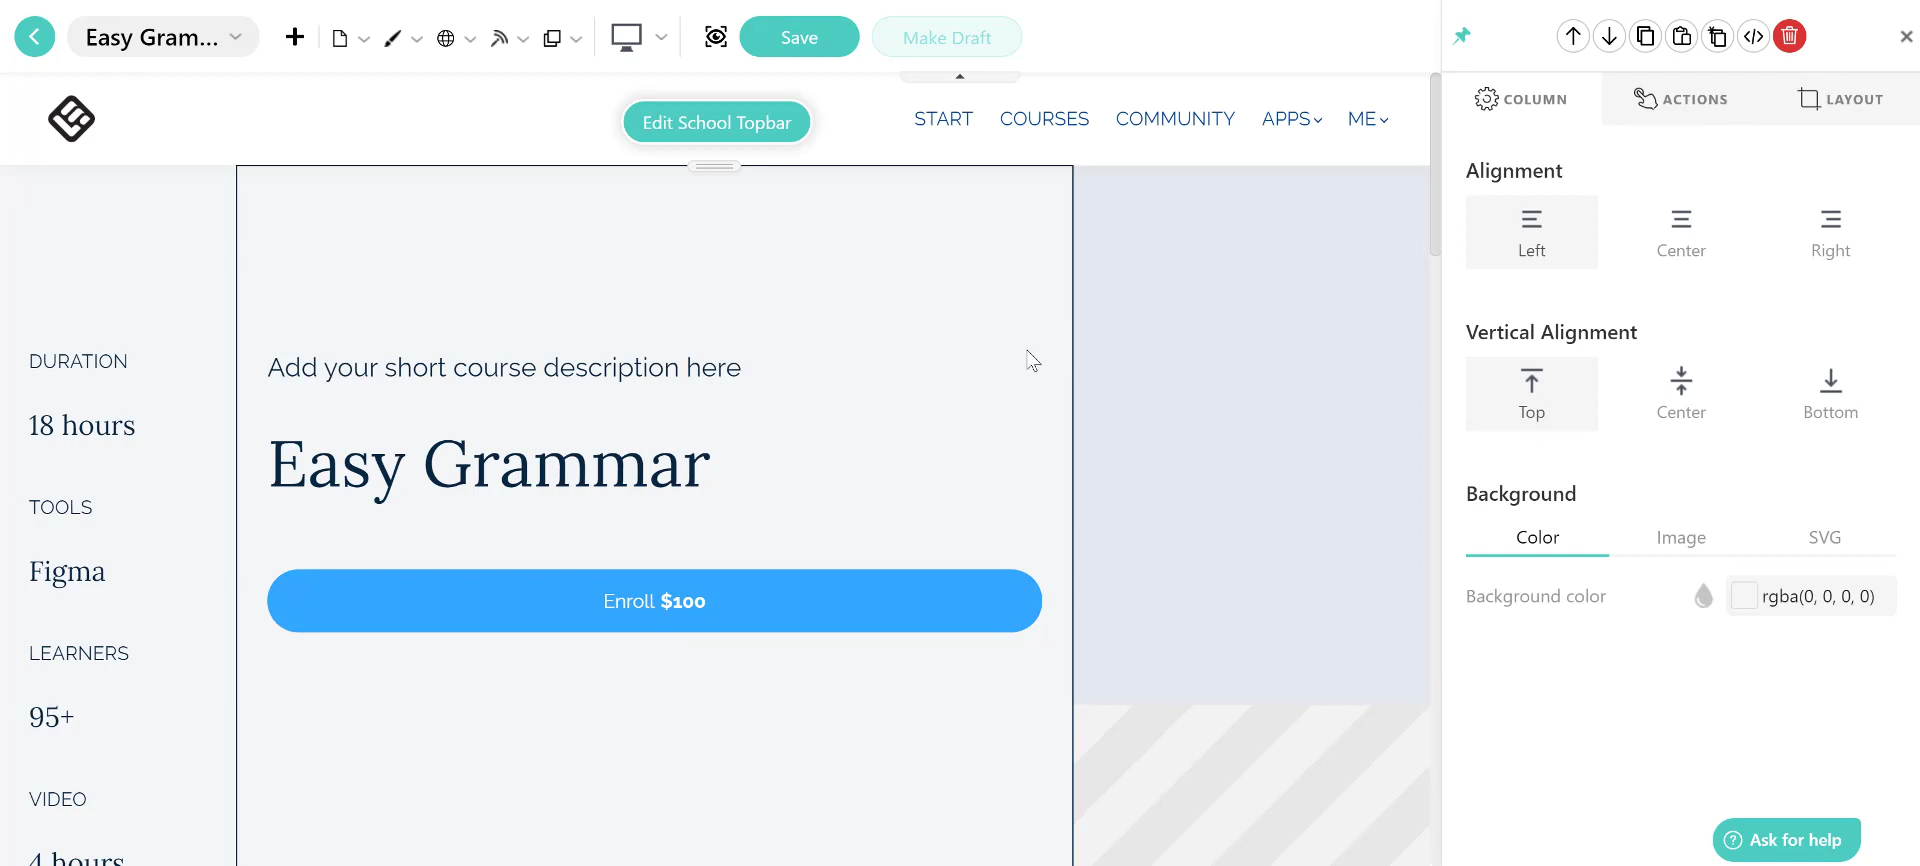 Easy Gram...
Save
Make Draft
COLUMN
ACTIONS
LAYOUT
Edit School Topbar
START
COURSES
COMMUNITY
APPS
ME
Alignment
Left
Center
Right
Vertical Alignment
Top
Center
Bottom
Background
Color
Image
SVG
Background color
rgba(0, 0, 0, 0)
DURATION
18 hours
TOOLS
Figma
LEARNERS
95+
VIDEO
4 hours
Add your short course description here
Easy Grammar
Enroll $100
Ask for help